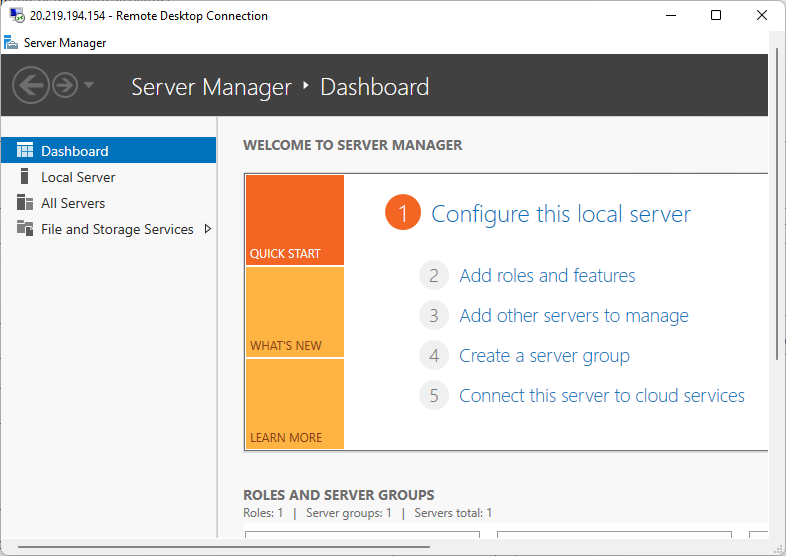 20.219.194.154 - Remote Desktop Connection
Server Manager
Server Manager ‣ Dashboard
Dashboard
Local Server
All Servers
File and Storage Services
WELCOME TO SERVER MANAGER
QUICK START
WHAT'S NEW
LEARN MORE
1 Configure this local server
2 Add roles and features
3 Add other servers to manage
4 Create a server group
5 Connect this server to cloud services
ROLES AND SERVER GROUPS
Roles: 1 | Server groups: 1 | Servers total: 1